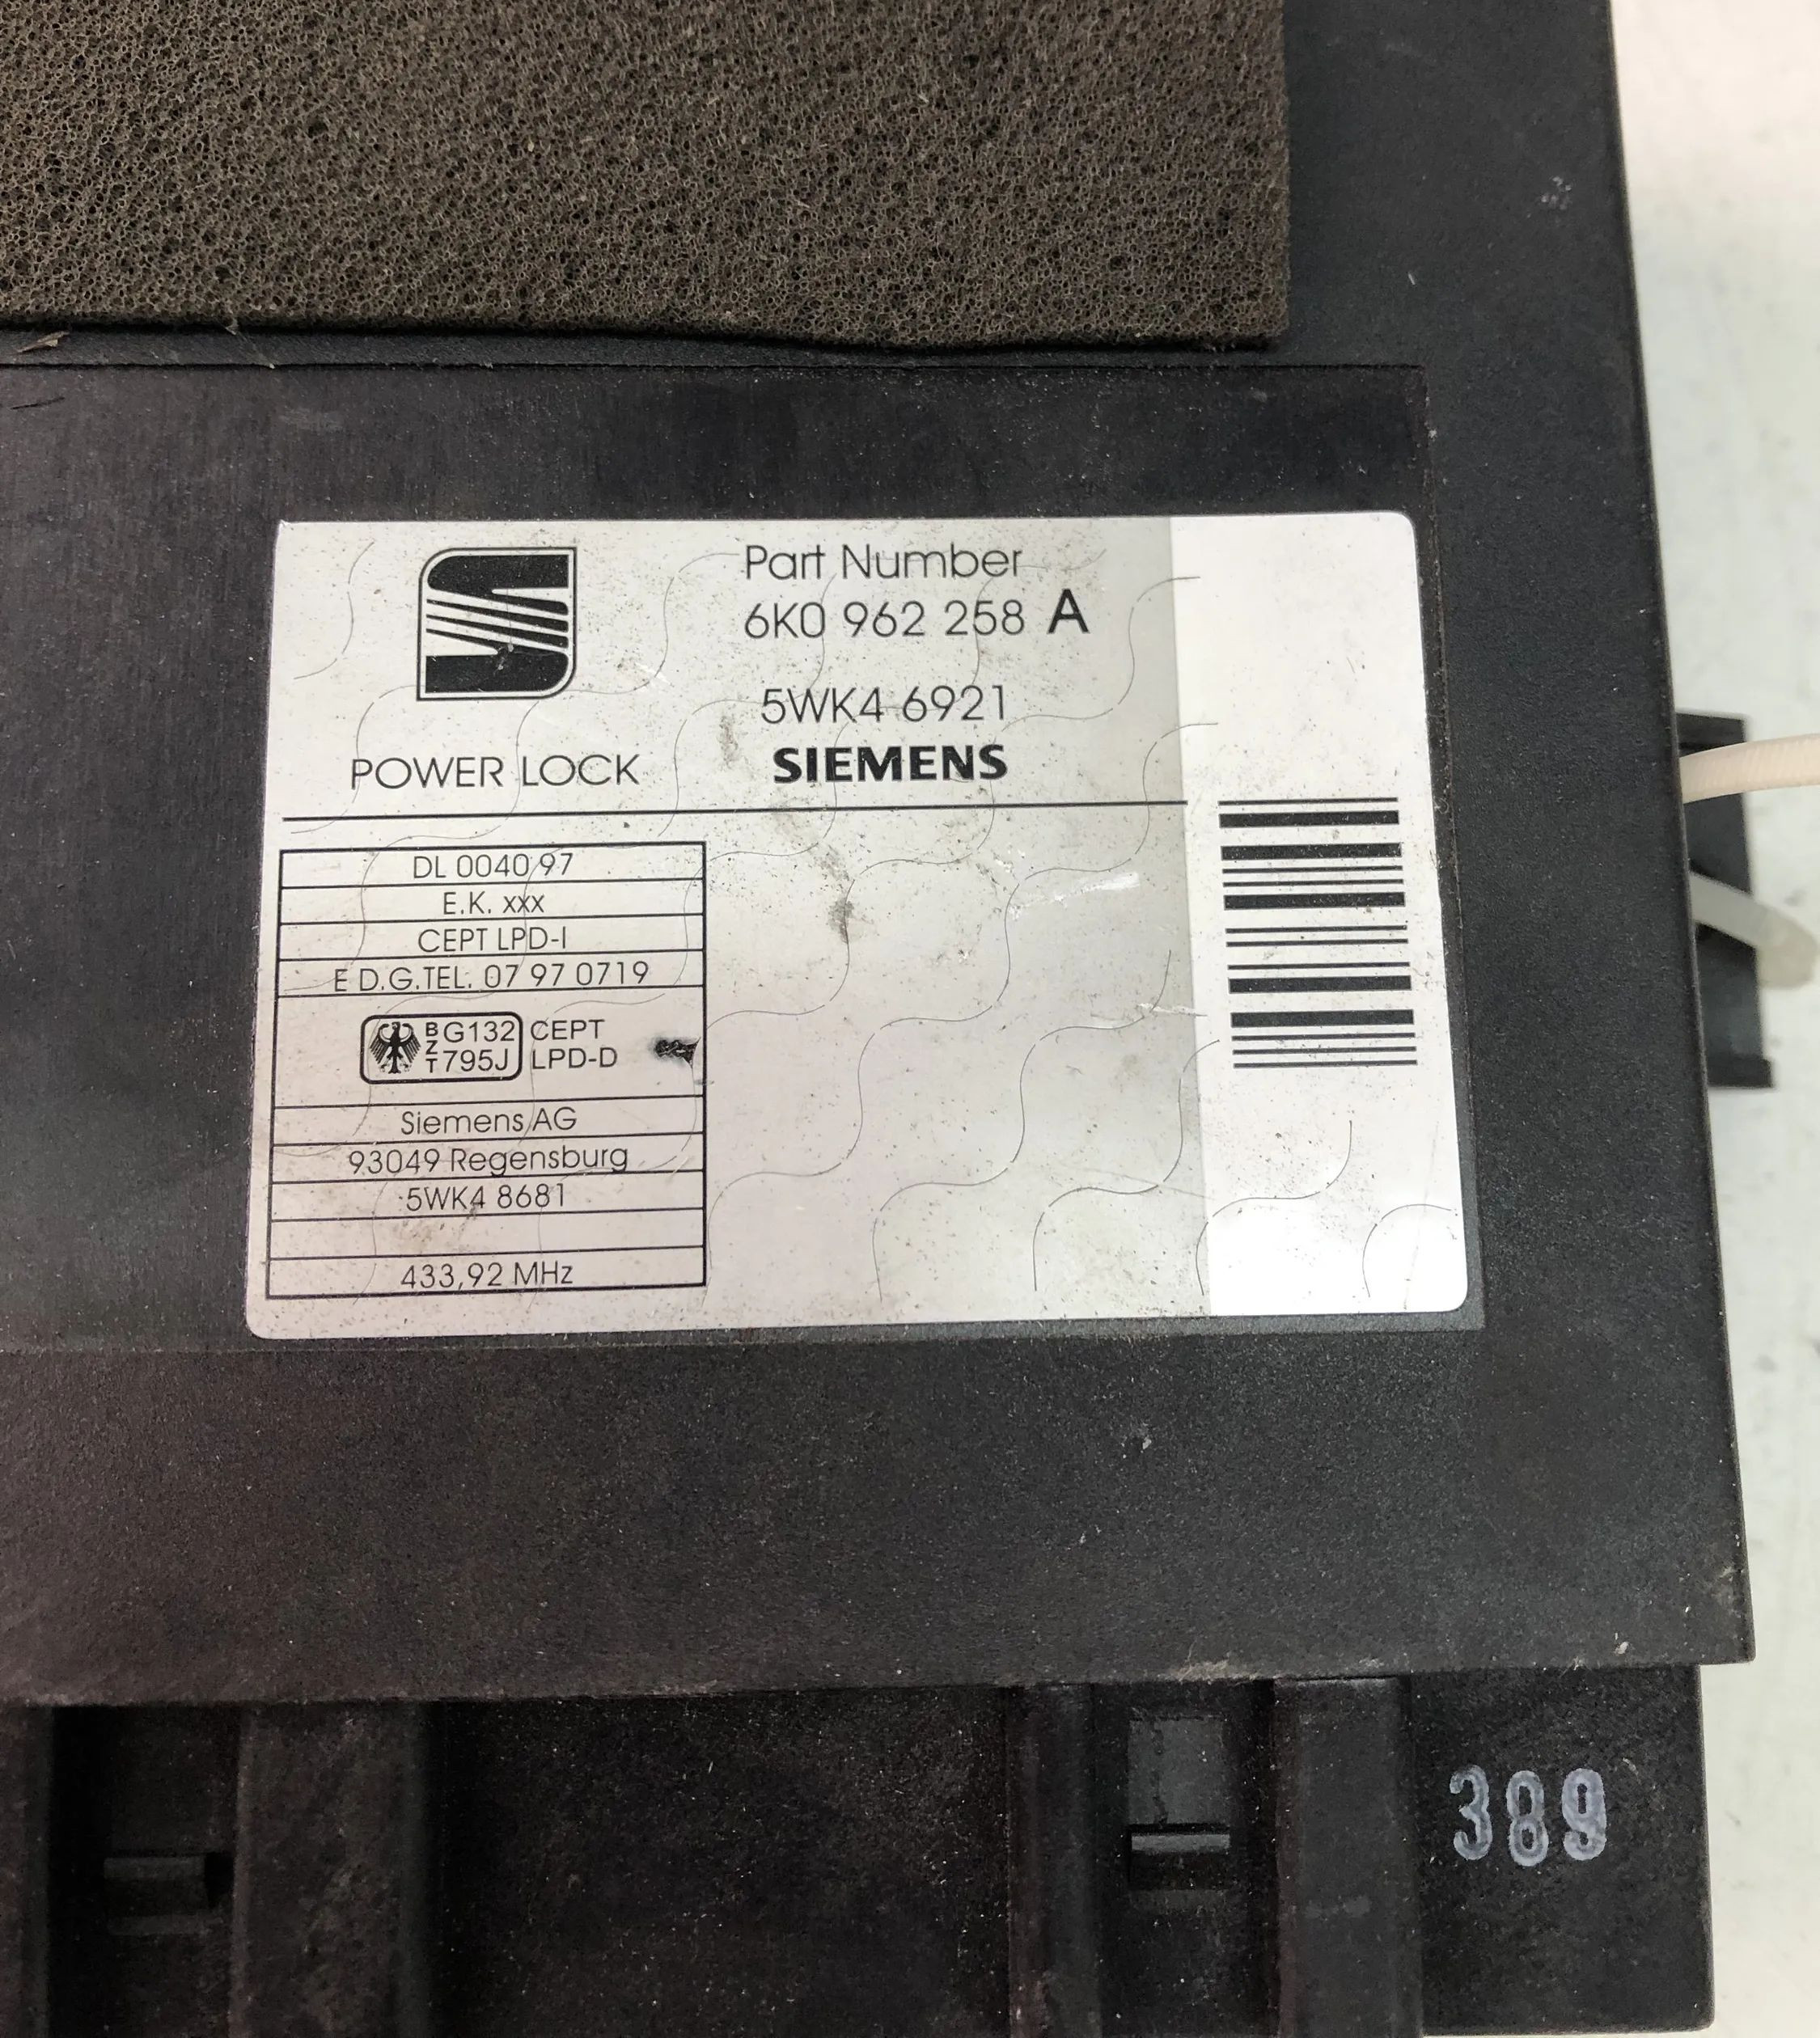 Part Number
6K0 962 258 A
5WK4 6921
SIEMENS
POWER LOCK
DL 0040 97
E.K. xxx
CEPT LPD-I
E D.G.TEL. 07 97 0719
BZT G132 795J CEPT LPD-D
Siemens AG
93049 Regensburg
5WK4 8681
433,92 MHz
389